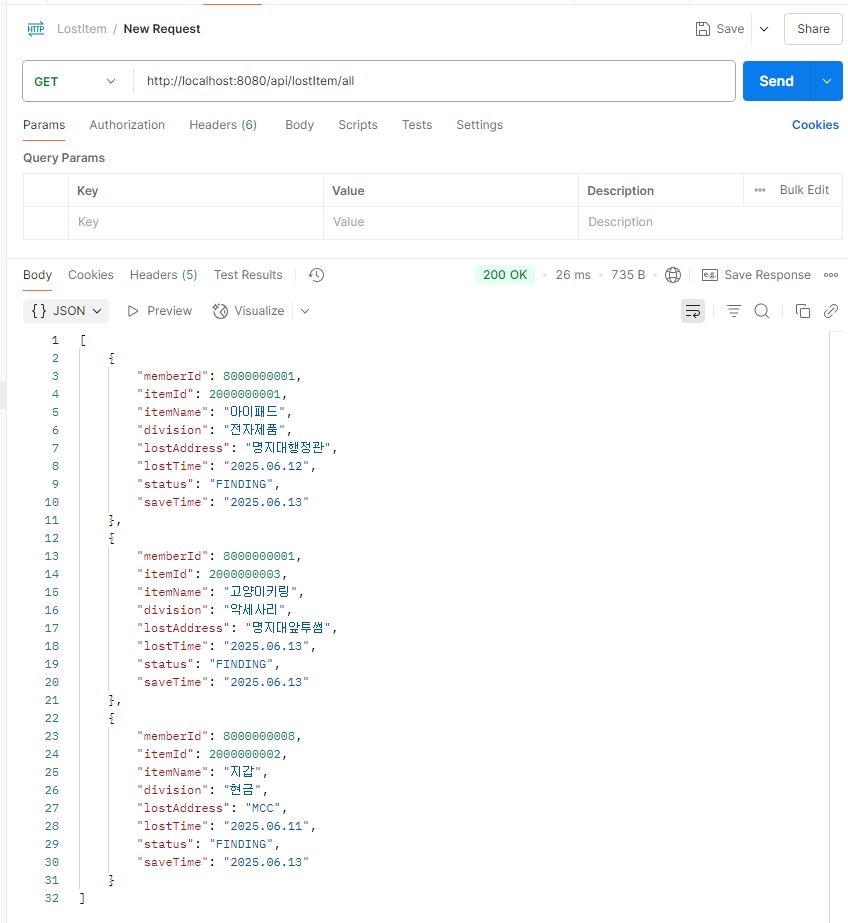 HTTP LostItem / New Request Save Share
GET http://localhost:8080/api/lostItem/all Send
Params Authorization Headers (6) Body Scripts Tests Settings Cookies
Query Params
Key Value Description Bulk Edit
Key Value Description
Body Cookies Headers (5) Test Results 200 OK 26 ms 735 B e.g. Save Response
{} JSON Preview Visualize
1 [
2 {
3 "memberId": 8000000001,
4 "itemId": 2000000001,
5 "itemName": "아이패드",
6 "division": "전자제품",
7 "lostAddress": "명지대행정관",
8 "lostTime": "2025.06.12",
9 "status": "FINDING",
10 "saveTime": "2025.06.13"
11 },
12 {
13 "memberId": 8000000001,
14 "itemId": 2000000003,
15 "itemName": "고양이키링",
16 "division": "악세사리",
17 "lostAddress": "명지대앞투썸",
18 "lostTime": "2025.06.13",
19 "status": "FINDING",
20 "saveTime": "2025.06.13"
21 },
22 {
23 "memberId": 8000000008,
24 "itemId": 2000000002,
25 "itemName": "지갑",
26 "division": "현금",
27 "lostAddress": "MCC",
28 "lostTime": "2025.06.11",
29 "status": "FINDING",
30 "saveTime": "2025.06.13"
31 }
32 ]